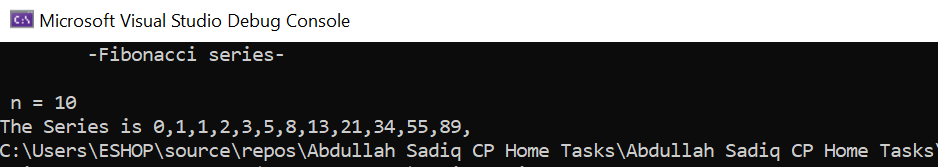 C:\ Microsoft Visual Studio Debug Console
-Fibonacci series-
n = 10
The Series is 0,1,1,2,3,5,8,13,21,34,55,89,
C:\Users\ESHOP\source\repos\Abdullah Sadiq CP Home Tasks\Abdullah Sadiq CP Home Tasks\